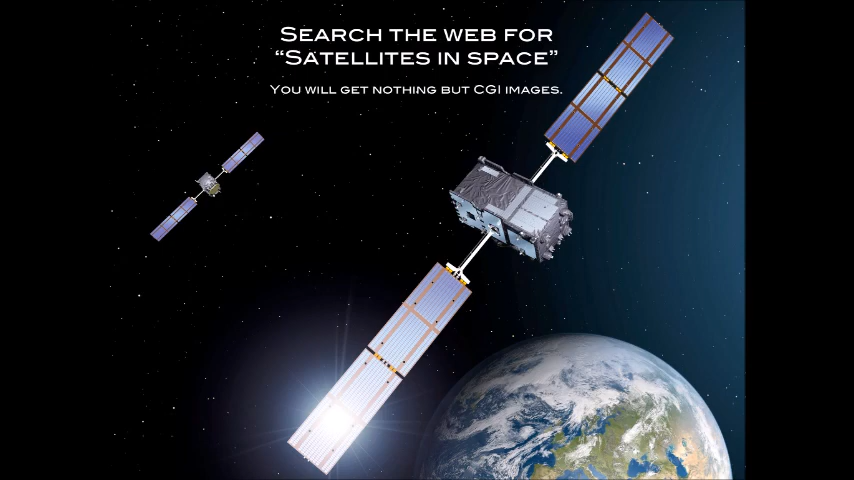 Search the web for
“Satellites in space”
You will get nothing but CGI images.